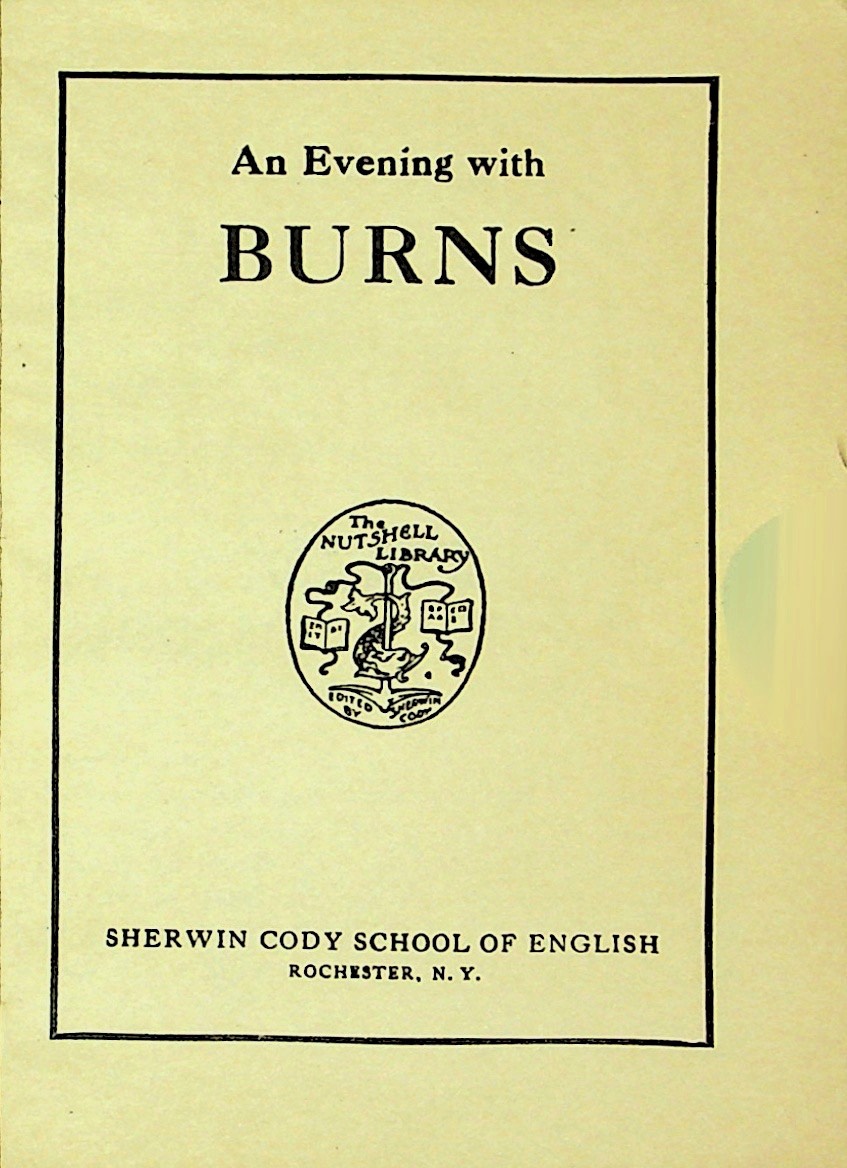 An Evening with
BURNS
The
NUTSHELL
LIBRARY
EDITED SHERWIN
BY CODY
SHERWIN CODY SCHOOL OF ENGLISH
ROCHESTER, N. Y.